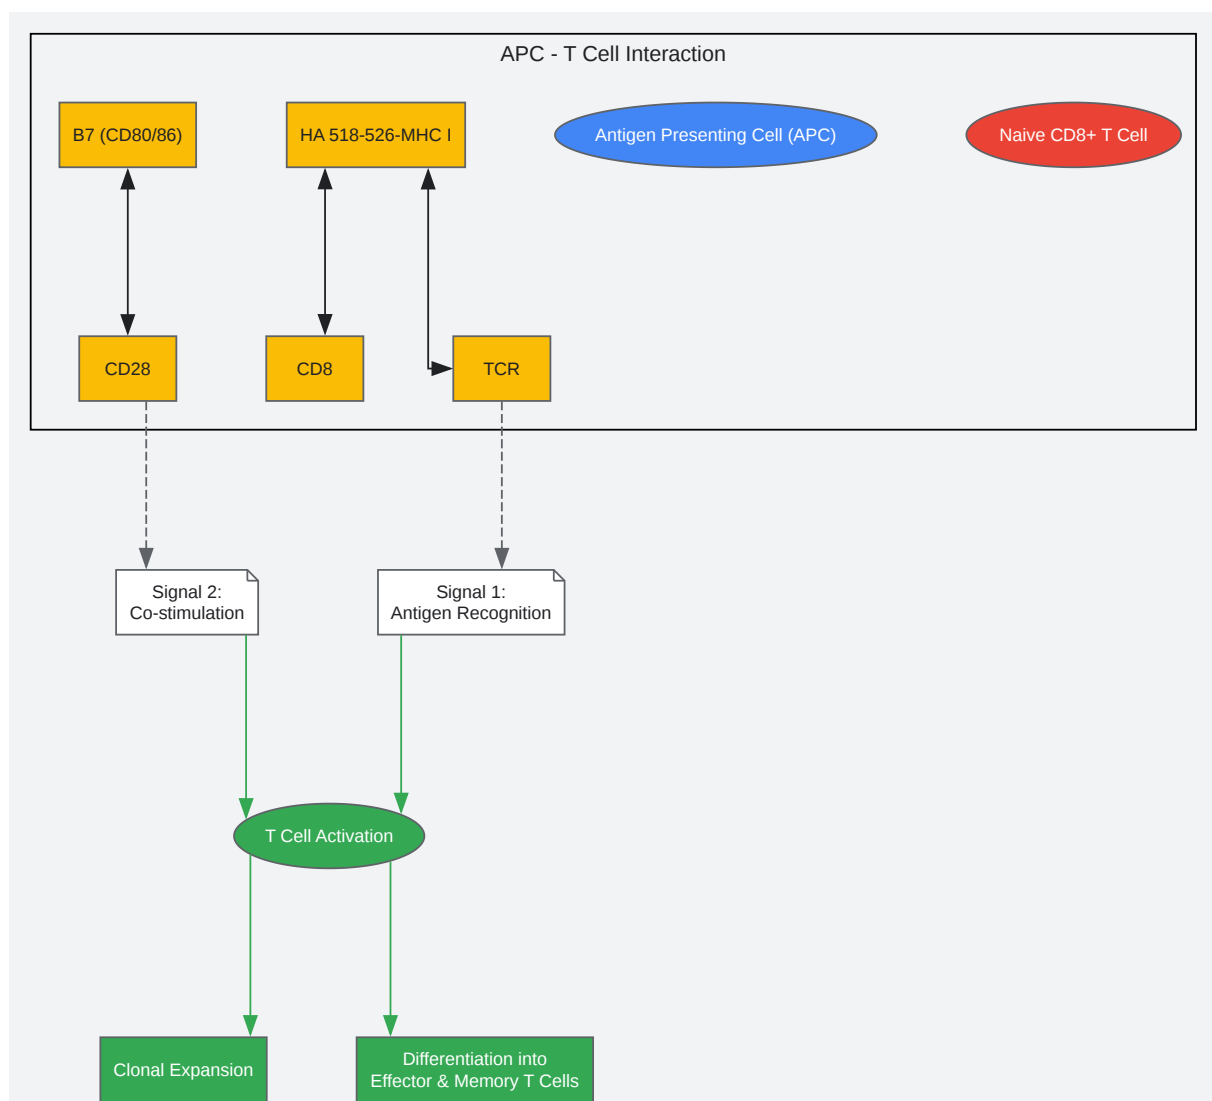 APC - T Cell Interaction
B7 (CD80/86)
HA 518-526-MHC I
Antigen Presenting Cell (APC)
Naive CD8+ T Cell
CD28
CD8
TCR
Signal 2:
Co-stimulation
Signal 1:
Antigen Recognition
T Cell Activation
Clonal Expansion
Differentiation into
Effector & Memory T Cells